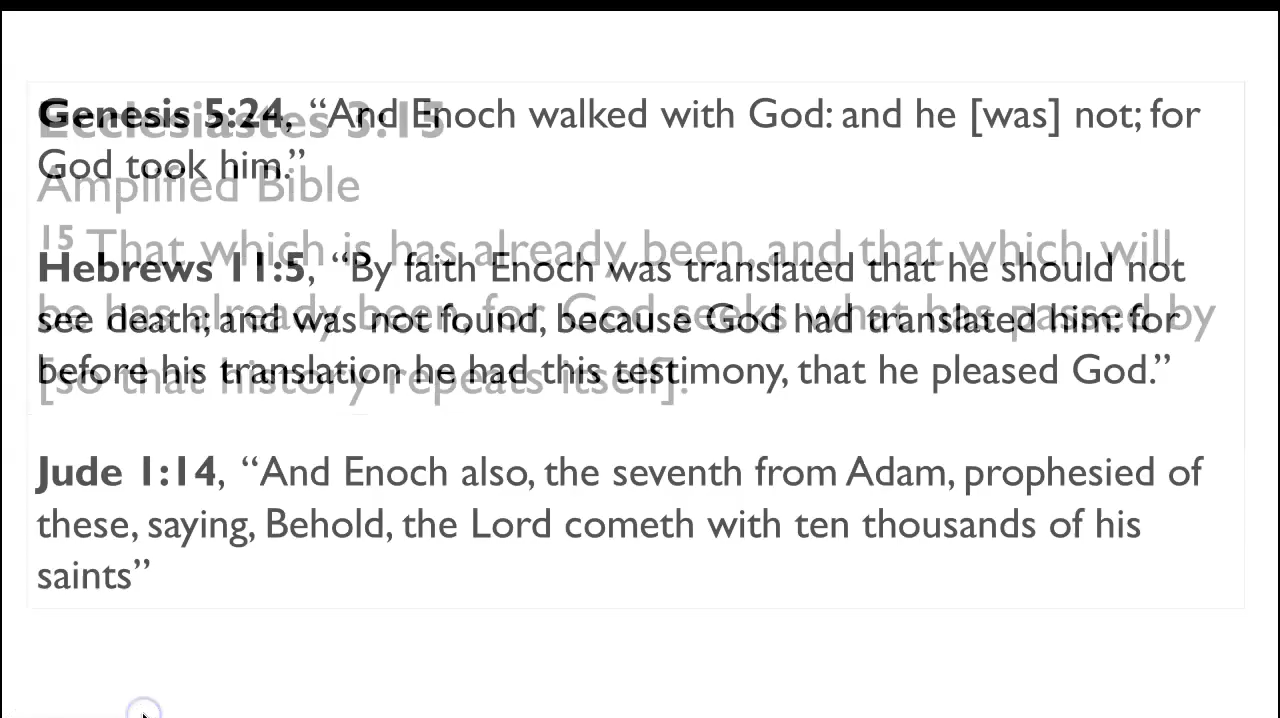 Genesis 5:24, “And Enoch walked with God: and he [was] not; for
God took him.”
Hebrews 11:5, “By faith Enoch was translated that he should not
see death; and was not found, because God had translated him: for
before his translation he had this testimony, that he pleased God.”
Jude 1:14, “And Enoch also, the seventh from Adam, prophesied of
these, saying, Behold, the Lord cometh with ten thousands of his
saints”
Ecclesiastes 3:15
Amplified Bible
15 That which is has already been, and that which will
be has already been, for God seeks what has passed by
[so that history repeats itself].